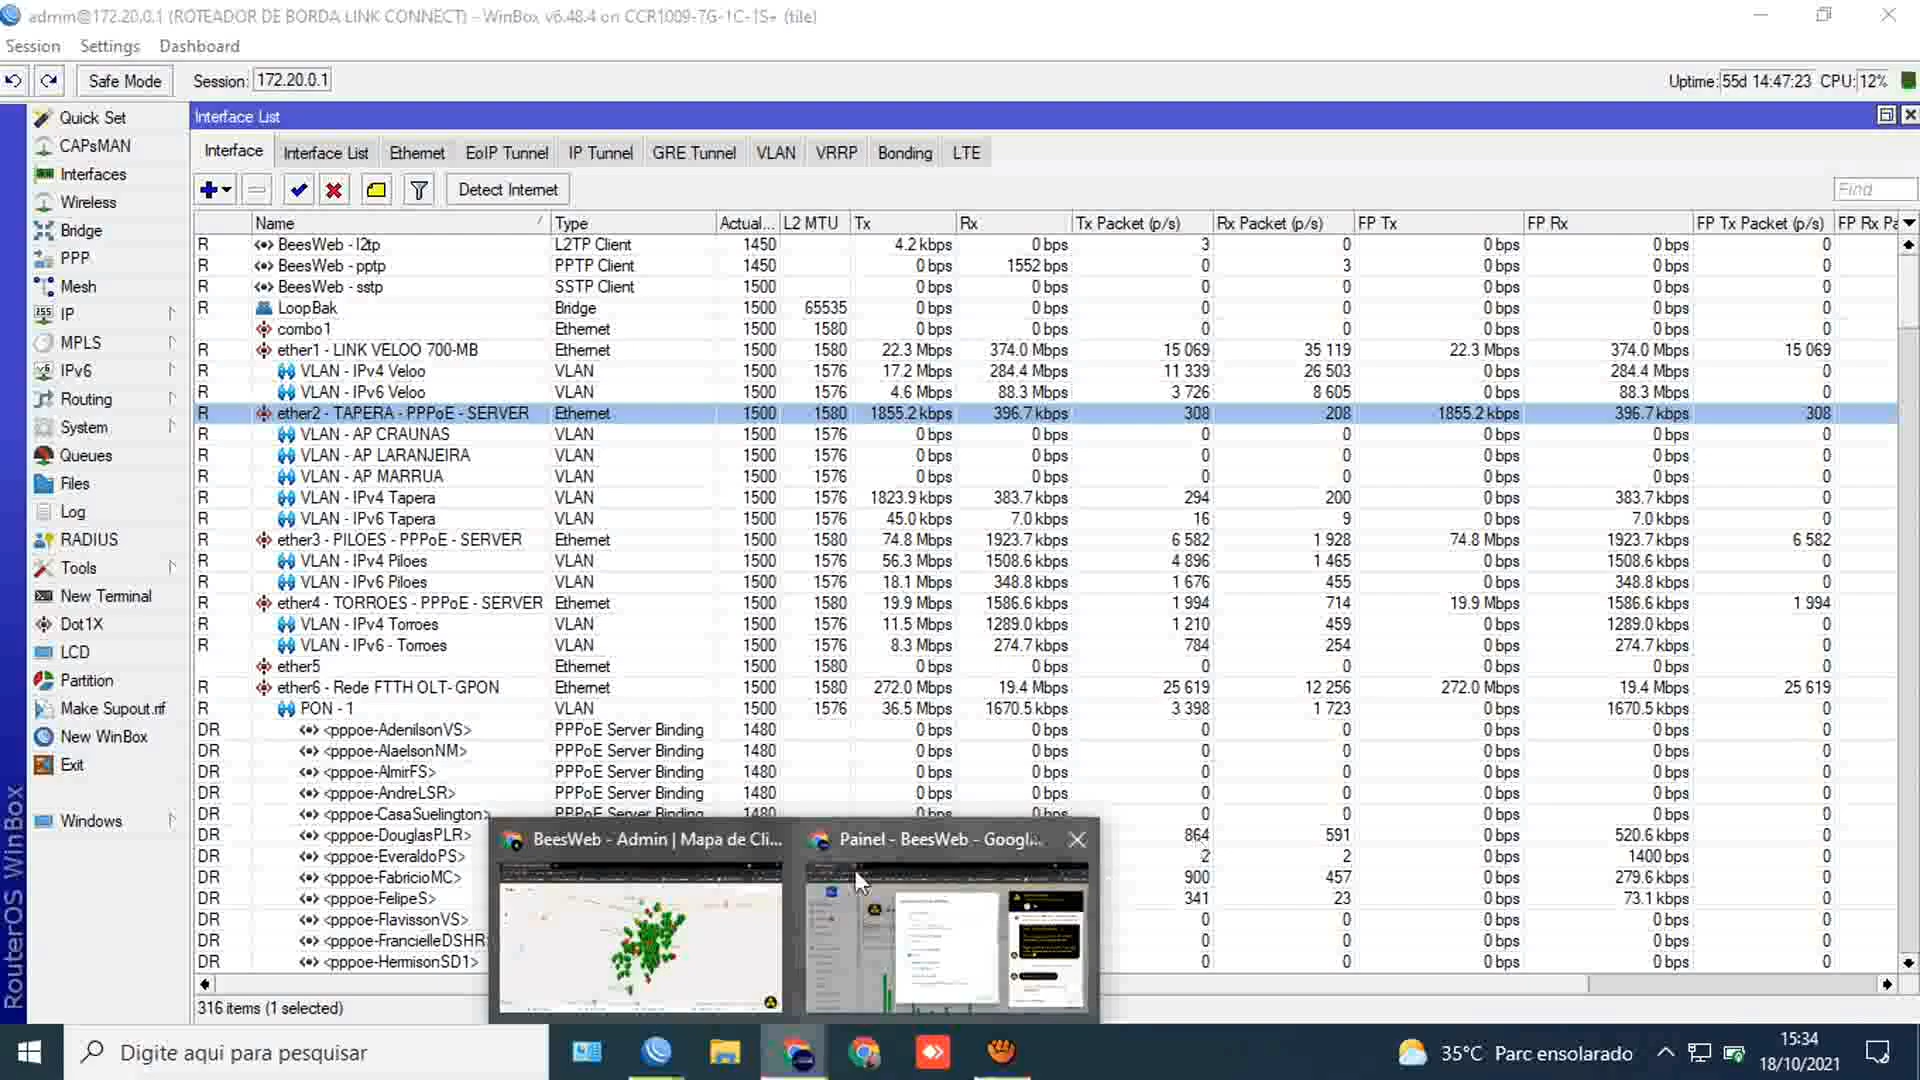 admm@172.20.0.1 (ROTEADOR DE BORDA LINK CONNECT) - WinBox v6.48.4 on CCR1009-7G-1C-1S+ (tile)
Session Settings Dashboard
Safe Mode Session: 172.20.0.1 Uptime: 55d 14:47:23 CPU: 12%
Interface List
Interface Interface List Ethernet EoIP Tunnel IP Tunnel GRE Tunnel VLAN VRRP Bonding LTE
Detect Internet Find
Name Type Actual... L2 MTU Tx Rx Tx Packet (p/s) Rx Packet (p/s) FP Tx FP Rx FP Tx Packet (p/s) FP Rx Pa
R BeesWeb - l2tp L2TP Client 1450 4.2 kbps 0 bps 3 0 0 bps 0 bps 0
R BeesWeb - pptp PPTP Client 1450 0 bps 1552 bps 0 3 0 bps 0 bps 0
R BeesWeb - sstp SSTP Client 1500 0 bps 0 bps 0 0 0 bps 0 bps 0
R LoopBak Bridge 1500 65535 0 bps 0 bps 0 0 0 bps 0 bps 0
combo1 Ethernet 1500 1580 0 bps 0 bps 0 0 0 bps 0 bps 0
R ether1 - LINK VELOO 700-MB Ethernet 1500 1580 22.3 Mbps 374.0 Mbps 15 069 35 119 22.3 Mbps 374.0 Mbps 15 069
R VLAN - IPv4 Veloo VLAN 1500 1576 17.2 Mbps 284.4 Mbps 11 339 26 503 0 bps 284.4 Mbps 0
R VLAN - IPv6 Veloo VLAN 1500 1576 4.6 Mbps 88.3 Mbps 3 726 8 605 0 bps 88.3 Mbps 0
R ether2 - TAPERA - PPPoE - SERVER Ethernet 1500 1580 1855.2 kbps 396.7 kbps 308 208 1855.2 kbps 396.7 kbps 308
R VLAN - AP CRAUNAS VLAN 1500 1576 0 bps 0 bps 0 0 0 bps 0 bps 0
R VLAN - AP LARANJEIRA VLAN 1500 1576 0 bps 0 bps 0 0 0 bps 0 bps 0
R VLAN - AP MARRUA VLAN 1500 1576 0 bps 0 bps 0 0 0 bps 0 bps 0
R VLAN - IPv4 Tapera VLAN 1500 1576 1823.9 kbps 383.7 kbps 294 200 0 bps 383.7 kbps 0
R VLAN - IPv6 Tapera VLAN 1500 1576 45.0 kbps 7.0 kbps 16 9 0 bps 7.0 kbps 0
R ether3 - PILOES - PPPoE - SERVER Ethernet 1500 1580 74.8 Mbps 1923.7 kbps 6 582 1 928 74.8 Mbps 1923.7 kbps 6 582
R VLAN - IPv4 Piloes VLAN 1500 1576 56.3 Mbps 1508.6 kbps 4 896 1 465 0 bps 1508.6 kbps 0
R VLAN - IPv6 Piloes VLAN 1500 1576 18.1 Mbps 348.8 kbps 1 676 455 0 bps 348.8 kbps 0
R ether4 - TORROES - PPPoE - SERVER Ethernet 1500 1580 19.9 Mbps 1586.6 kbps 1 994 714 19.9 Mbps 1586.6 kbps 1 994
R VLAN - IPv4 Torroes VLAN 1500 1576 11.5 Mbps 1289.0 kbps 1 210 459 0 bps 1289.0 kbps 0
R VLAN - IPv6 - Torroes VLAN 1500 1576 8.3 Mbps 274.7 kbps 784 254 0 bps 274.7 kbps 0
ether5 Ethernet 1500 1580 0 bps 0 bps 0 0 0 bps 0 bps 0
R ether6 - Rede FTTH OLT- GPON Ethernet 1500 1580 272.0 Mbps 19.4 Mbps 25 619 12 256 272.0 Mbps 19.4 Mbps 25 619
R PON - 1 VLAN 1500 1576 36.5 Mbps 1670.5 kbps 3 398 1 723 0 bps 1670.5 kbps 0
DR <pppoe-AdenilsonVS> PPPoE Server Binding 1480 0 bps 0 bps 0 0 0 bps 0 bps 0
DR <pppoe-AlaelsonNM> PPPoE Server Binding 1480 0 bps 0 bps 0 0 0 bps 0 bps 0
DR <pppoe-AlmirFS> PPPoE Server Binding 1480 0 bps 0 bps 0 0 0 bps 0 bps 0
DR <pppoe-AndreLSR> PPPoE Server Binding 1480 0 bps 0 bps 0 0 0 bps 0 bps 0
DR <pppoe-CasaSuelington> PPPoE Server Binding 1480 0 bps 0 bps 0 0 0 bps 0 bps 0
DR <pppoe-DouglasPLR> 864 591 0 bps 520.6 kbps 0
DR <pppoe-EveraldoPS> 2 2 0 bps 1400 bps 0
DR <pppoe-FabricioMC> 900 457 0 bps 279.6 kbps 0
DR <pppoe-FelipeS> 341 23 0 bps 73.1 kbps 0
DR <pppoe-FlavissonVS> 0 0 0 bps 0 bps 0
DR <pppoe-FrancielleDSHR 0 0 0 bps 0 bps 0
DR <pppoe-HermisonSD1> 0 0 0 bps 0 bps 0
316 items (1 selected)
Quick Set
CAPsMAN
Interfaces
Wireless
Bridge
PPP
Mesh
IP
MPLS
IPv6
Routing
System
Queues
Files
Log
RADIUS
Tools
New Terminal
Dot1X
LCD
Partition
Make Supout.rif
New WinBox
Exit
Windows
RouterOS WinBox
BeesWeb - Admin | Mapa de Cli...
Painel - BeesWeb - Googl...
Digite aqui para pesquisar
35°C Parc ensolarado
15:34
18/10/2021